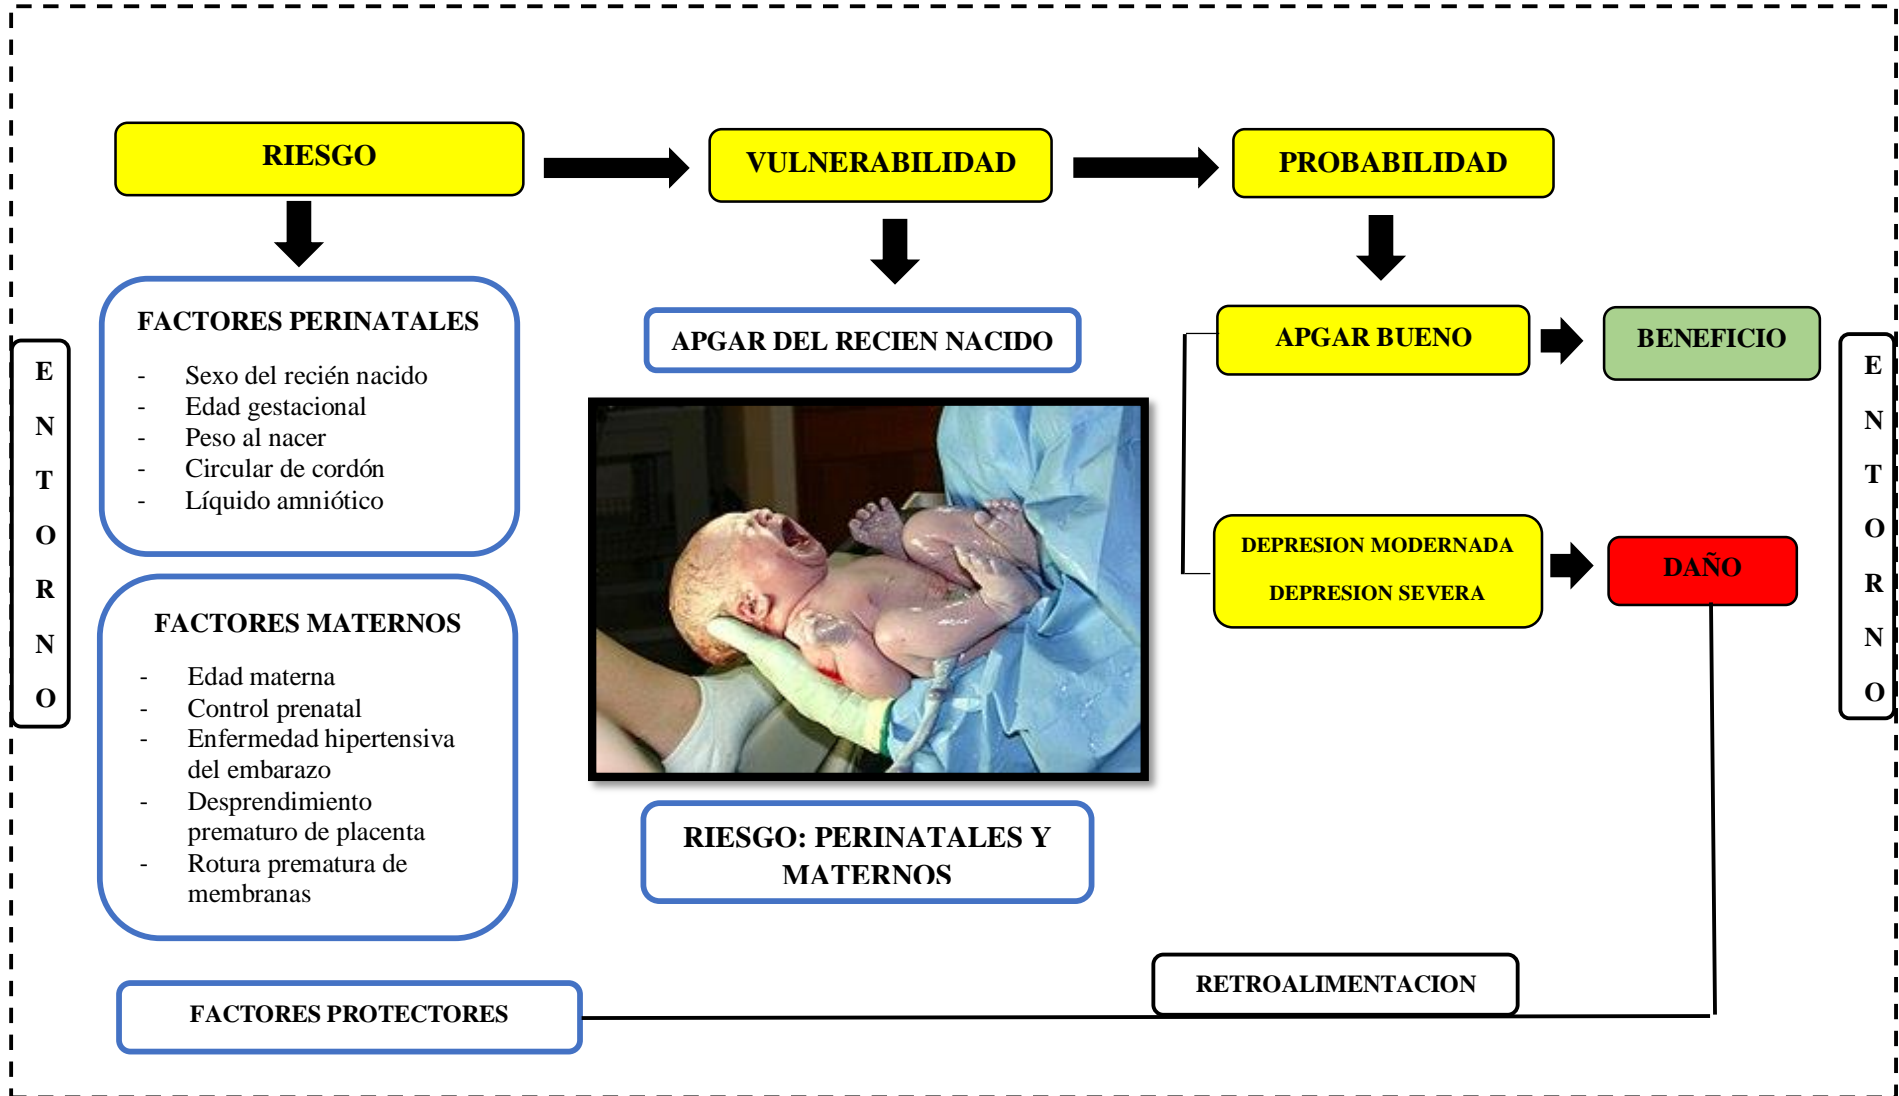 RIESGO
VULNERABILIDAD
PROBABILIDAD
FACTORES PERINATALES
- Sexo del recién nacido
- Edad gestacional
- Peso al nacer
- Circular de cordón
- Líquido amniótico
FACTORES MATERNOS
- Edad materna
- Control prenatal
- Enfermedad hipertensiva
del embarazo
- Desprendimiento
prematuro de placenta
- Rotura prematura de
membranas
APGAR DEL RECIEN NACIDO
RIESGO: PERINATALES Y
MATERNOS
APGAR BUENO
BENEFICIO
DEPRESION MODERNADA
DEPRESION SEVERA
DAÑO
RETROALIMENTACION
FACTORES PROTECTORES
E
N
T
O
R
N
O
E
N
T
O
R
N
O